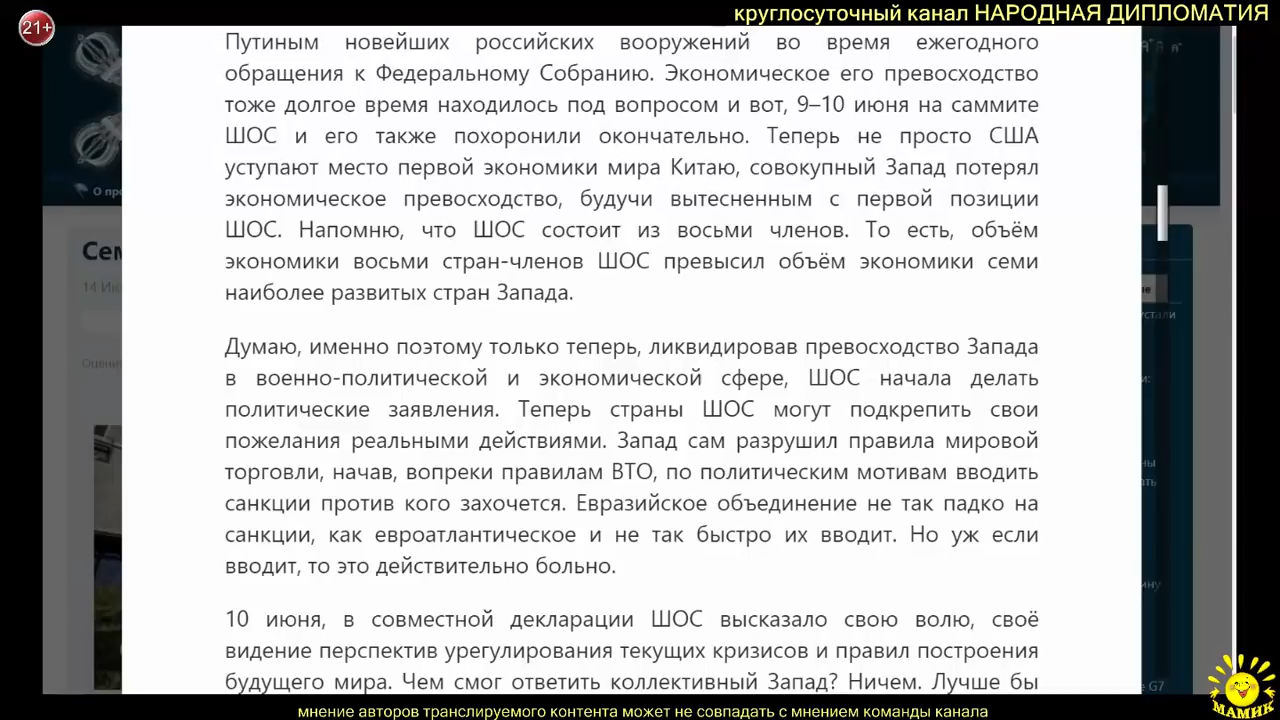 21+
круглосуточный канал НАРОДНАЯ ДИПЛОМАТИЯ
Путиным новейших российских вооружений во время ежегодного
обращения к Федеральному Собранию. Экономическое его превосходство
тоже долгое время находилось под вопросом и вот, 9–10 июня на саммите
ШОС и его также похоронили окончательно. Теперь не просто США
уступают место первой экономики мира Китаю, совокупный Запад потерял
экономическое превосходство, будучи вытесненным с первой позиции
ШОС. Напомню, что ШОС состоит из восьми членов. То есть, объём
экономики восьми стран-членов ШОС превысил объём экономики семи
наиболее развитых стран Запада.
Думаю, именно поэтому только теперь, ликвидировав превосходство Запада
в военно-политической и экономической сфере, ШОС начала делать
политические заявления. Теперь страны ШОС могут подкрепить свои
пожелания реальными действиями. Запад сам разрушил правила мировой
торговли, начав, вопреки правилам ВТО, по политическим мотивам вводить
санкции против кого захочется. Евразийское объединение не так падко на
санкции, как евроатлантическое и не так быстро их вводит. Но уж если
вводит, то это действительно больно.
10 июня, в совместной декларации ШОС высказало свою волю, своё
видение перспектив урегулирования текущих кризисов и правил построения
будущего мира. Чем смог ответить коллективный Запад? Ничем. Лучше бы
О пр
Сем
14 Ию
Оцени
G7
МАМИК
мнение авторов транслируемого контента может не совпадать с мнением команды канала